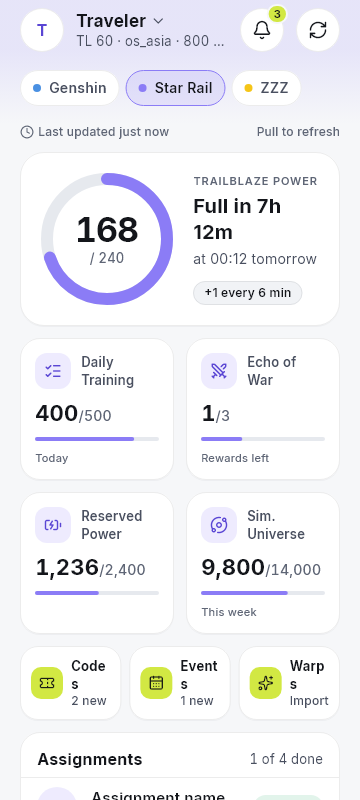 T
Traveler
TL 60 · os_asia · 800 ...
3
Genshin
Star Rail
ZZZ
Last updated just now
Pull to refresh
168
/ 240
TRAILBLAZE POWER
Full in 7h
12m
at 00:12 tomorrow
+1 every 6 min
Daily
Training
400/500
Today
Echo of
War
1/3
Rewards left
Reserved
Power
1,236/2,400
Sim.
Universe
9,800/14,000
This week
Code
s
2 new
Event
s
1 new
Warp
s
Import
Assignments
1 of 4 done
Assignment name